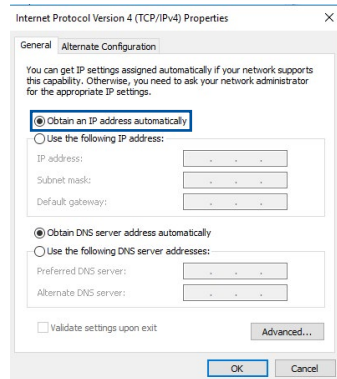 Internet Protocol Version 4 (TCP/IPv4) Properties
General Alternate Configuration
You can get IP settings assigned automatically if your network supports
this capability. Otherwise, you need to ask your network administrator
for the appropriate IP settings.
Obtain an IP address automatically
Use the following IP address:
IP address:
Subnet mask:
Default gateway:
Obtain DNS server address automatically
Use the following DNS server addresses:
Preferred DNS server:
Alternate DNS server:
Validate settings upon exit
Advanced...
OK Cancel